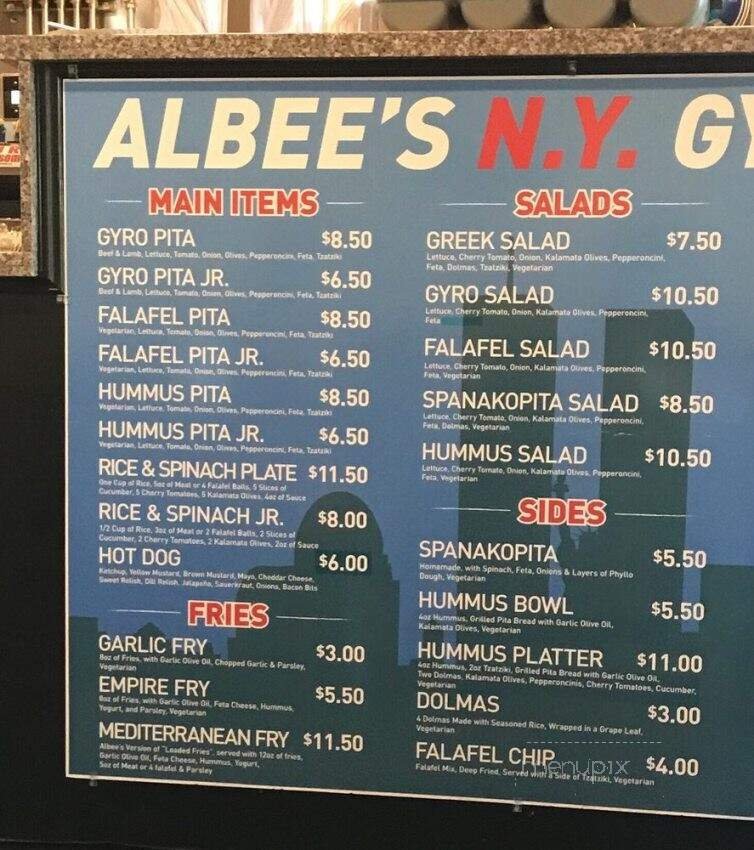 ALBEE'S N.Y. GY
MAIN ITEMS
GYRO PITA $8.50
Beef & Lamb, Lettuce, Tomato, Onion, Olives, Pepperoncini, Feta, Tzatziki
GYRO PITA JR. $6.50
Beef & Lamb, Lettuce, Tomato, Onion, Olives, Pepperoncini, Feta, Tzatziki
FALAFEL PITA $8.50
Vegetarian, Lettuce, Tomato, Onion, Olives, Pepperoncini, Feta, Tzatziki
FALAFEL PITA JR. $6.50
Vegetarian, Lettuce, Tomato, Onion, Olives, Pepperoncini, Feta, Tzatziki
HUMMUS PITA $8.50
Vegetarian, Lettuce, Tomato, Onion, Olives, Pepperoncini, Feta, Tzatziki
HUMMUS PITA JR. $6.50
Vegetarian, Lettuce, Tomato, Onion, Olives, Pepperoncini, Feta, Tzatziki
RICE & SPINACH PLATE $11.50
One Cup of Rice, 5oz of Meat or 4 Falafel Balls, 5 Slices of
Cucumber, 5 Cherry Tomatoes, 5 Kalamata Olives, 4oz of Sauce
RICE & SPINACH JR. $8.00
1/2 Cup of Rice, 3oz of Meat or 2 Falafel Balls, 2 Slices of
Cucumber, 2 Cherry Tomatoes, 2 Kalamata Olives, 2oz of Sauce
HOT DOG $6.00
Ketchup, Yellow Mustard, Brown Mustard, Mayo, Cheddar Cheese,
Sweet Relish, Dill Relish, Jalapeño, Sauerkraut, Onions, Bacon Bits
FRIES
GARLIC FRY $3.00
8oz of Fries, with Garlic Olive Oil, Chopped Garlic & Parsley,
Vegetarian
EMPIRE FRY $5.50
8oz of Fries, with Garlic Olive Oil, Feta Cheese, Hummus,
Yogurt, and Parsley, Vegetarian
MEDITERRANEAN FRY $11.50
Albee's Version of "Loaded Fries", served with 12oz of fries,
Garlic Olive Oil, Feta Cheese, Hummus, Yogurt,
5oz of Meat or 4 falafel & Parsley
SALADS
GREEK SALAD $7.50
Lettuce, Cherry Tomato, Onion, Kalamata Olives, Pepperoncini,
Feta, Dolmas, Tzatziki, Vegetarian
GYRO SALAD $10.50
Lettuce, Cherry Tomato, Onion, Kalamata Olives, Pepperoncini,
Feta
FALAFEL SALAD $10.50
Lettuce, Cherry Tomato, Onion, Kalamata Olives, Pepperoncini,
Feta, Vegetarian
SPANAKOPITA SALAD $8.50
Lettuce, Cherry Tomato, Onion, Kalamata Olives, Pepperoncini,
Feta, Dolmas, Vegetarian
HUMMUS SALAD $10.50
Lettuce, Cherry Tomato, Onion, Kalamata Olives, Pepperoncini,
Feta, Vegetarian
SIDES
SPANAKOPITA $5.50
Homemade, with Spinach, Feta, Onions & Layers of Phyllo
Dough, Vegetarian
HUMMUS BOWL $5.50
4oz Hummus, Grilled Pita Bread with Garlic Olive Oil,
Kalamata Olives, Vegetarian
HUMMUS PLATTER $11.00
4oz Hummus, 2oz Tzatziki, Grilled Pita Bread with Garlic Olive Oil,
Two Dolmas, Kalamata Olives, Pepperoncinis, Cherry Tomatoes, Cucumber,
Vegetarian
DOLMAS $3.00
4 Dolmas Made with Seasoned Rice, Wrapped in a Grape Leaf,
Vegetarian
FALAFEL CHIP $4.00
Falafel Mix, Deep Fried, Served with a Side of Tzatziki, Vegetarian
menupix